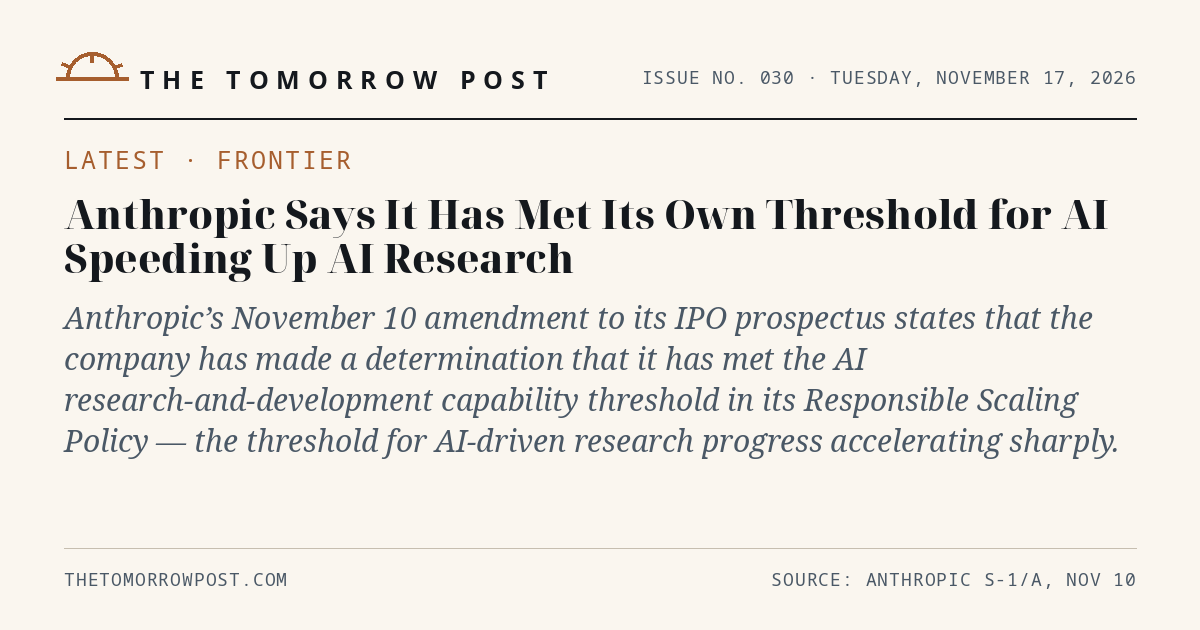 THE TOMORROW POST
ISSUE NO. 030 · TUESDAY, NOVEMBER 17, 2026
LATEST · FRONTIER
Anthropic Says It Has Met Its Own Threshold for AI
Speeding Up AI Research
Anthropic’s November 10 amendment to its IPO prospectus states that the
company has made a determination that it has met the AI
research-and-development capability threshold in its Responsible Scaling
Policy — the threshold for AI-driven research progress accelerating sharply.
THETOMORROWPOST.COM
SOURCE: ANTHROPIC S-1/A, NOV 10